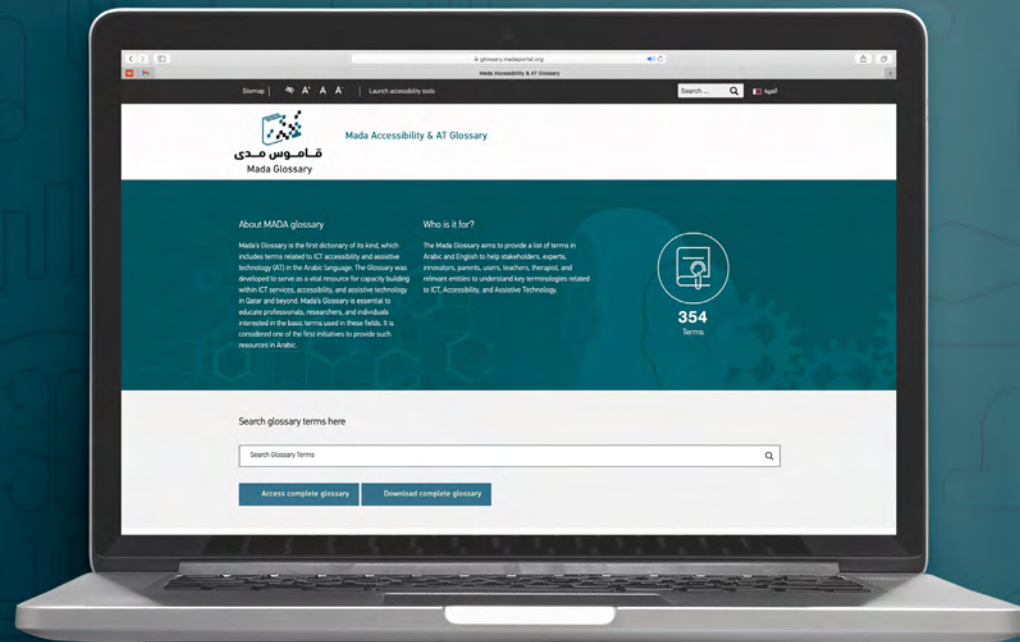 glossary.madaportal.org
Mada Accessibility & AT Glossary
Sitemap | A+ A A- | Launch accessibility tools
Search ...
العربية
قـامـوس مـدى
Mada Glossary
Mada Accessibility & AT Glossary
About MADA glossary
Mada's Glossary is the first dictionary of its kind, which
includes terms related to ICT accessibility and assistive
technology (AT) in the Arabic language. The Glossary was
developed to serve as a vital resource for capacity building
within ICT services, accessibility, and assistive technology
in Qatar and beyond. Mada's Glossary is essential to
educate professionals, researchers, and individuals
interested in the basic terms used in these fields. It is
considered one of the first initiatives to provide such
resources in Arabic.
Who is it for?
The Mada Glossary aims to provide a list of terms in
Arabic and English to help stakeholders, experts,
innovators, parents, users, teachers, therapist, and
relevant entities to understand key terminologies related
to ICT, Accessibility, and Assistive Technology.
354
Terms
Search glossary terms here
Search Glossary Terms
Access complete glossary
Download complete glossary